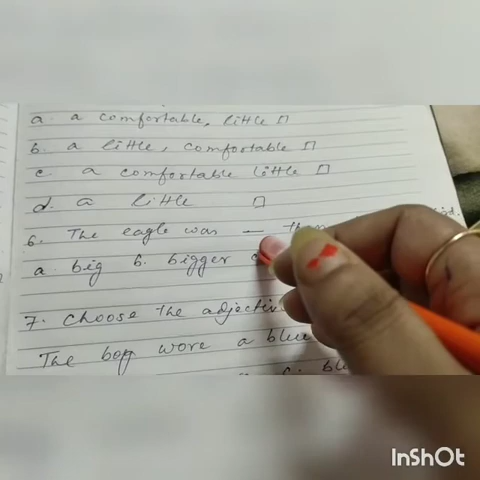 a. a comfortable, little
b. a little, comfortable
c a comfortable little
d. a little
6. The eagle was —
a. big b. bigger
7. Choose the
The boy wore a blue
InShOt